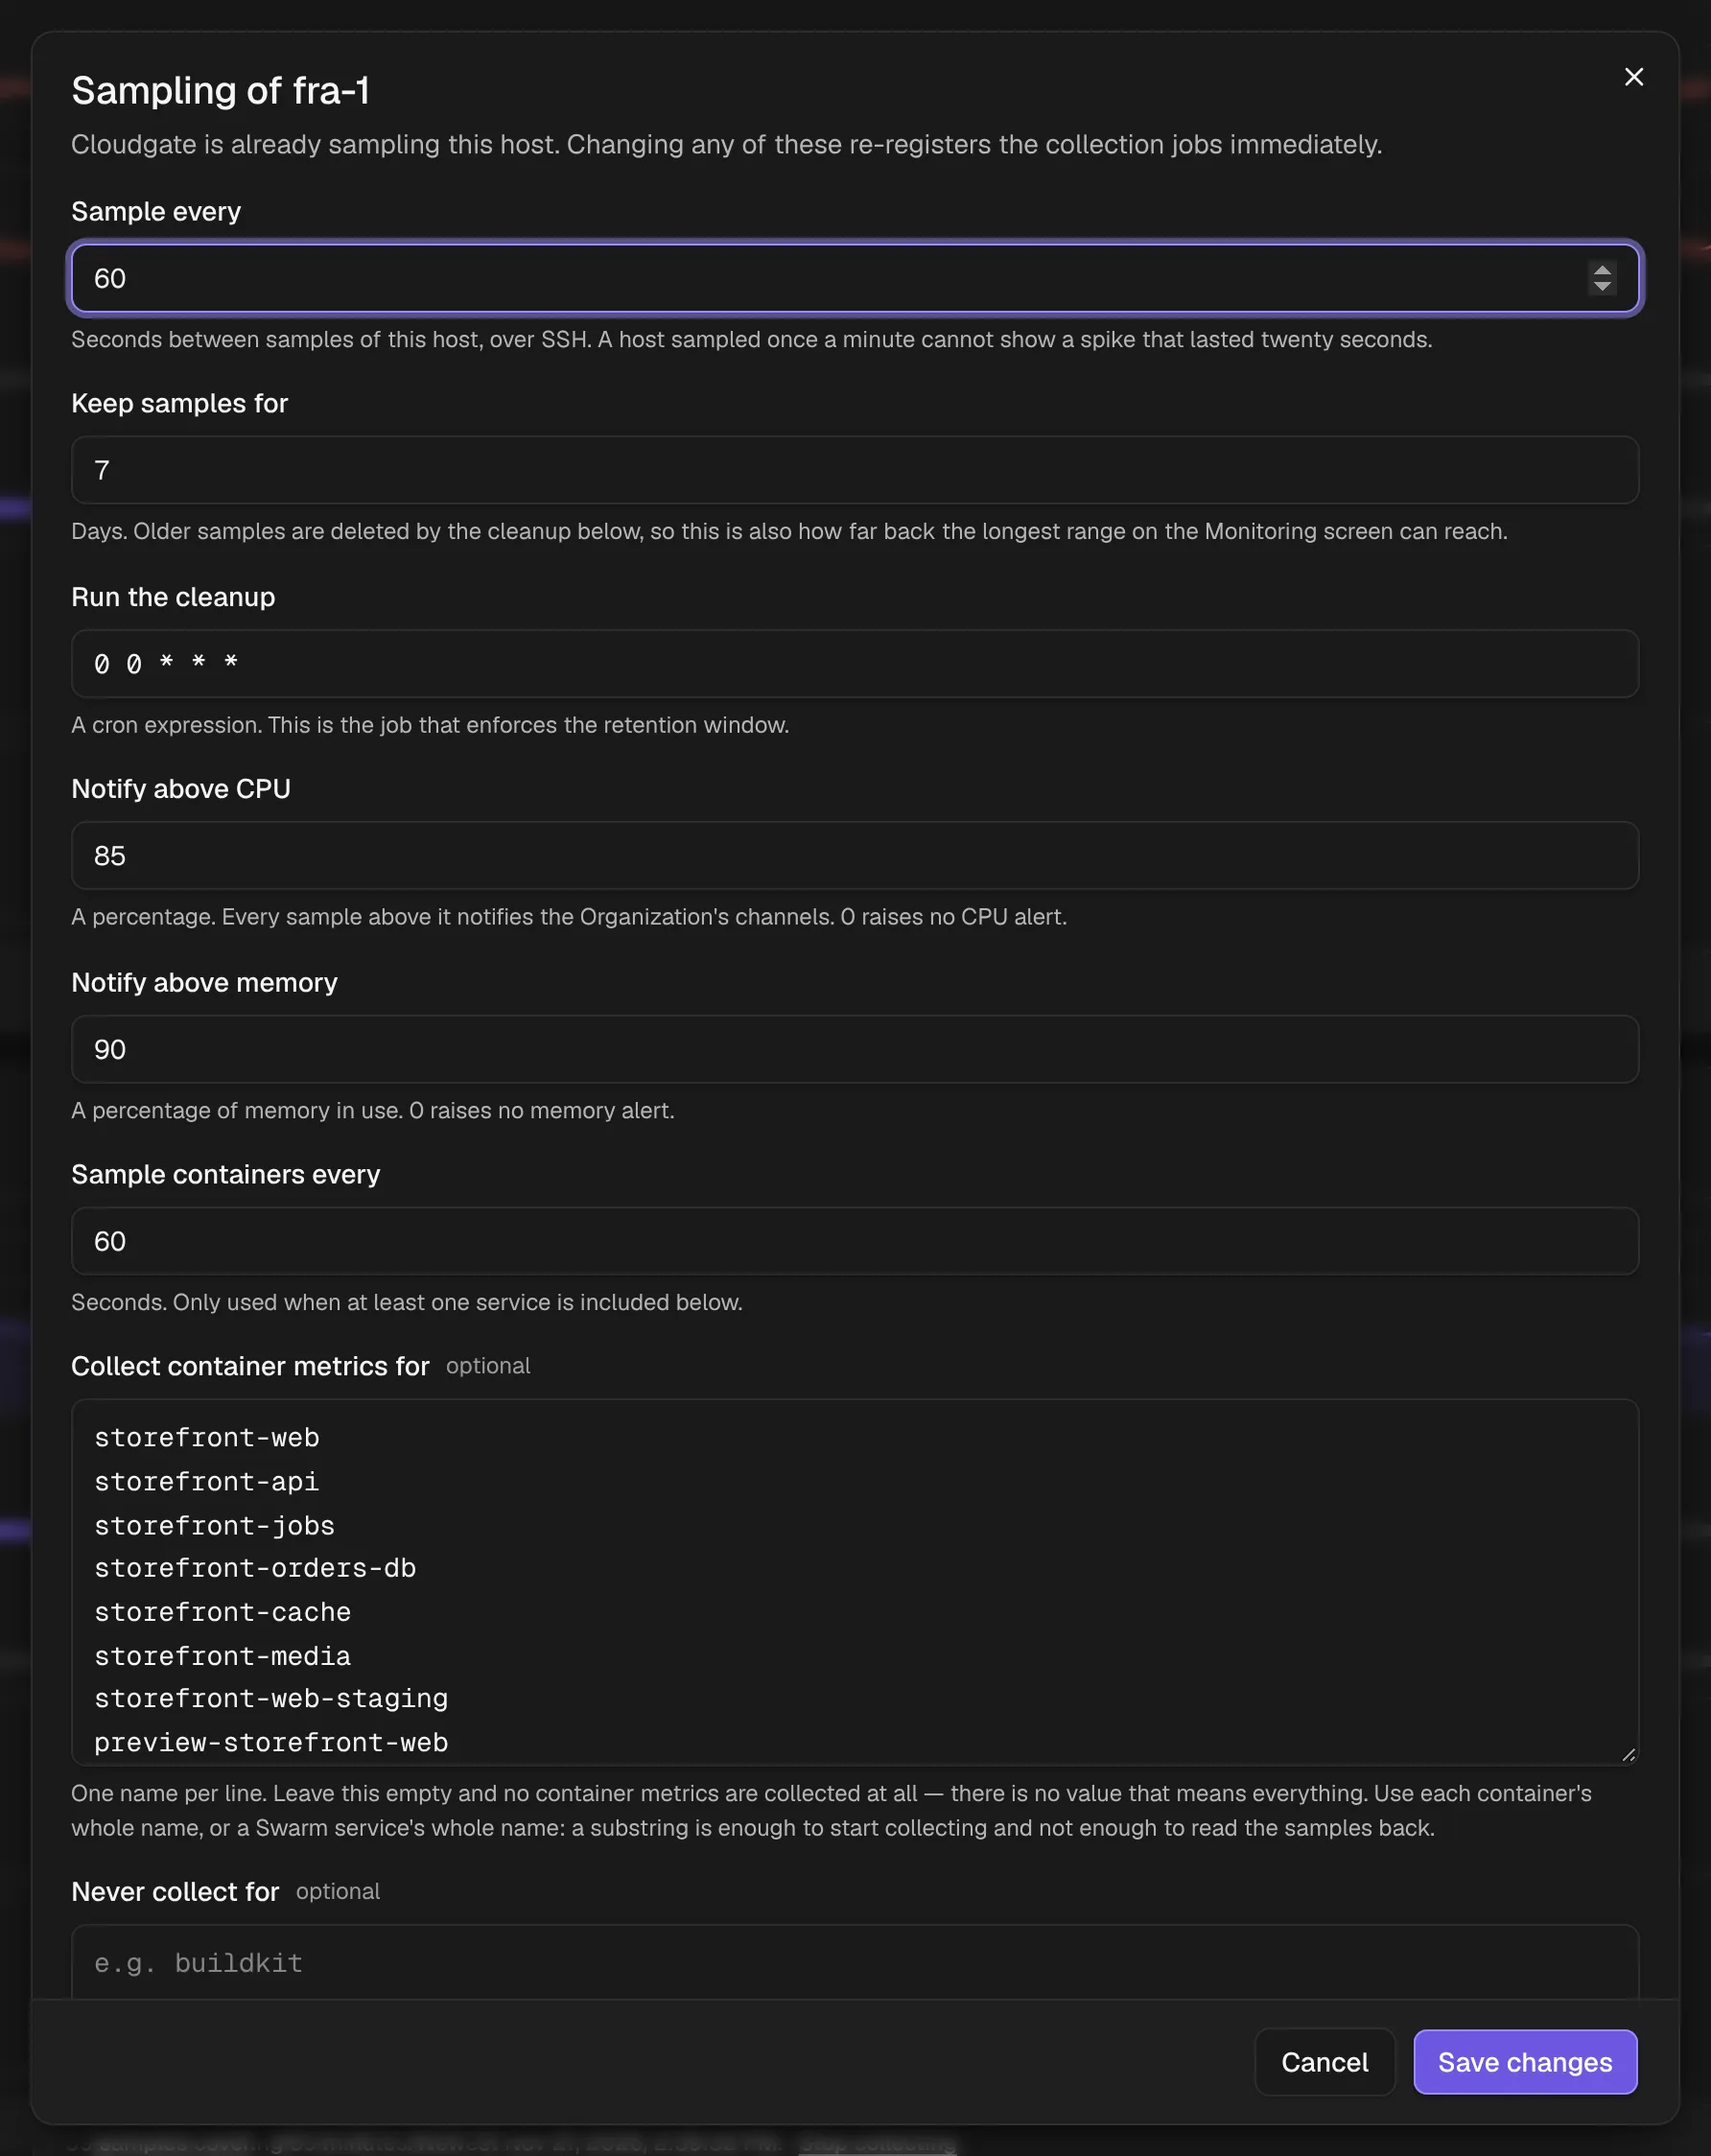 Sampling of fra-1
Cloudgate is already sampling this host. Changing any of these re-registers the collection jobs immediately.
Sample every
60
Seconds between samples of this host, over SSH. A host sampled once a minute cannot show a spike that lasted twenty seconds.
Keep samples for
7
Days. Older samples are deleted by the cleanup below, so this is also how far back the longest range on the Monitoring screen can reach.
Run the cleanup
0 0 * * *
A cron expression. This is the job that enforces the retention window.
Notify above CPU
85
A percentage. Every sample above it notifies the Organization's channels. 0 raises no CPU alert.
Notify above memory
90
A percentage of memory in use. 0 raises no memory alert.
Sample containers every
60
Seconds. Only used when at least one service is included below.
Collect container metrics for optional
storefront-web
storefront-api
storefront-jobs
storefront-orders-db
storefront-cache
storefront-media
storefront-web-staging
preview-storefront-web
One name per line. Leave this empty and no container metrics are collected at all — there is no value that means everything. Use each container's
whole name, or a Swarm service's whole name: a substring is enough to start collecting and not enough to read the samples back.
Never collect for optional
e.g. buildkit
Cancel
Save changes